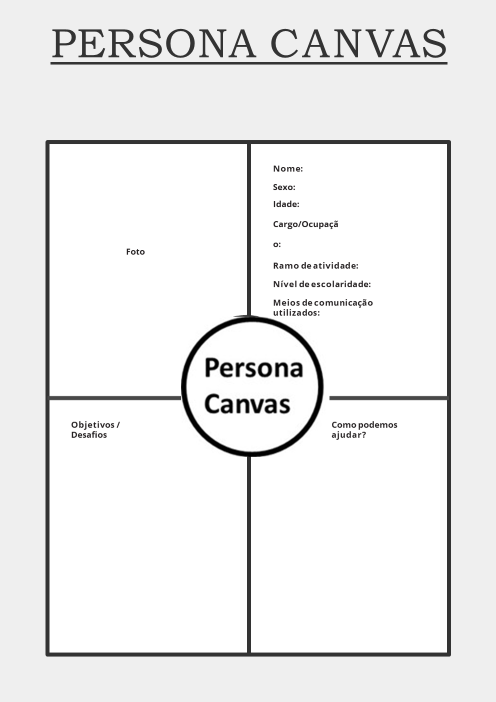 PERSONA CANVAS
Foto
Nome:
Sexo:
Idade:
Cargo/Ocupaçã
o:
Ramo de atividade:
Nível de escolaridade:
Meios de comunicação
utilizados:
Persona
Canvas
Objetivos /
Desafios
Como podemos
ajudar?